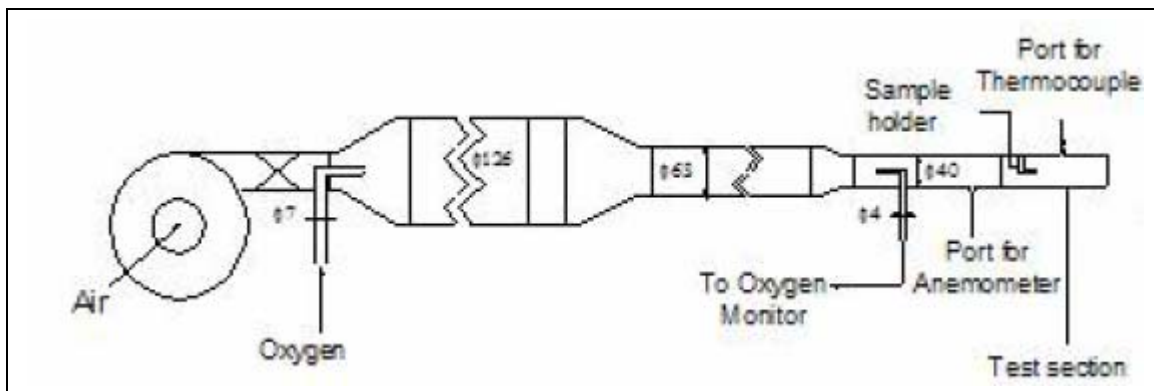 Port for
Thermocouple
Sample
holder
ϕ126
ϕ63
ϕ40
ϕ7
ϕ4
Air
Oxygen
To Oxygen
Monitor
Port for
Anemometer
Test section